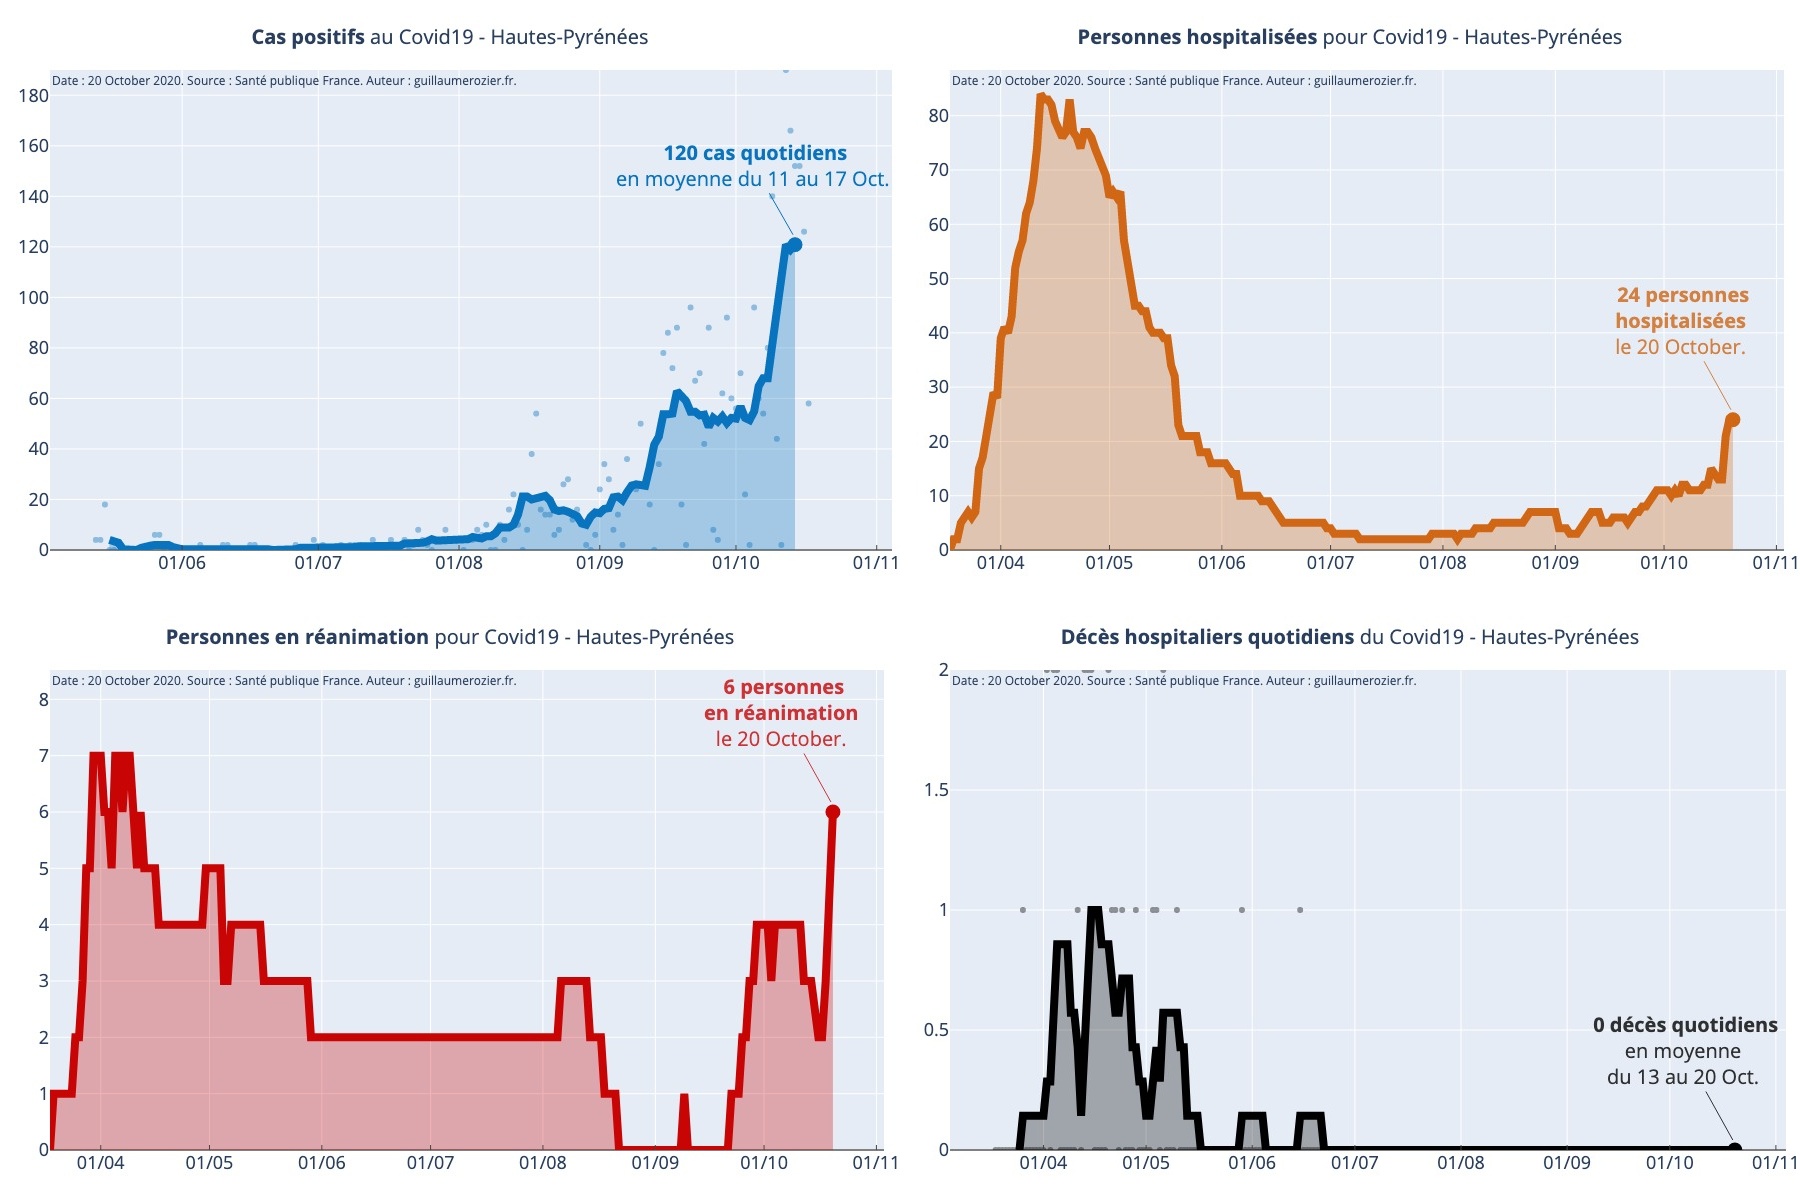 Cas positifs au Covid19 - Hautes-Pyrénées
Date : 20 October 2020. Source : Santé publique France. Auteur : guillaumerozier.fr.
180
160
140
120
100
80
60
40
20
0
120 cas quotidiens
en moyenne du 11 au 17 Oct.
01/06 01/07 01/08 01/09 01/10 01/11
Personnes hospitalisées pour Covid19 - Hautes-Pyrénées
Date : 20 October 2020. Source : Santé publique France. Auteur : guillaumerozier.fr.
80
70
60
50
40
30
20
10
0
24 personnes
hospitalisées
le 20 October.
01/04 01/05 01/06 01/07 01/08 01/09 01/10 01/11
Personnes en réanimation pour Covid19 - Hautes-Pyrénées
Date : 20 October 2020. Source : Santé publique France. Auteur : guillaumerozier.fr.
8
7
6
5
4
3
2
1
0
6 personnes
en réanimation
le 20 October.
01/04 01/05 01/06 01/07 01/08 01/09 01/10 01/11
Décès hospitaliers quotidiens du Covid19 - Hautes-Pyrénées
Date : 20 October 2020. Source : Santé publique France. Auteur : guillaumerozier.fr.
2
1.5
1
0.5
0
0 décès quotidiens
en moyenne
du 13 au 20 Oct.
01/04 01/05 01/06 01/07 01/08 01/09 01/10 01/11